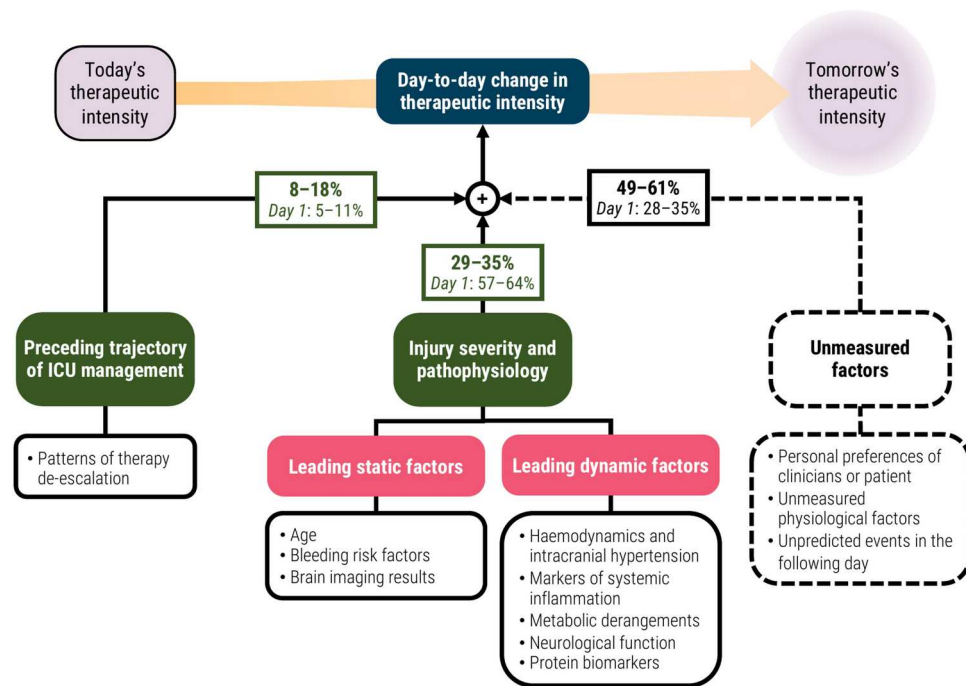 Today's
therapeutic
intensity
Day-to-day change in
therapeutic intensity
Tomorrow's
therapeutic
intensity
8–18%
Day 1: 5–11%
+
49–61%
Day 1: 28–35%
29–35%
Day 1: 57–64%
Preceding trajectory
of ICU management
Injury severity and
pathophysiology
Unmeasured
factors
• Patterns of therapy
de-escalation
Leading static factors
Leading dynamic factors
• Age
• Bleeding risk factors
• Brain imaging results
• Haemodynamics and
intracranial hypertension
• Markers of systemic
inflammation
• Metabolic derangements
• Neurological function
• Protein biomarkers
• Personal preferences of
clinicians or patient
• Unmeasured
physiological factors
• Unpredicted events in the
following day